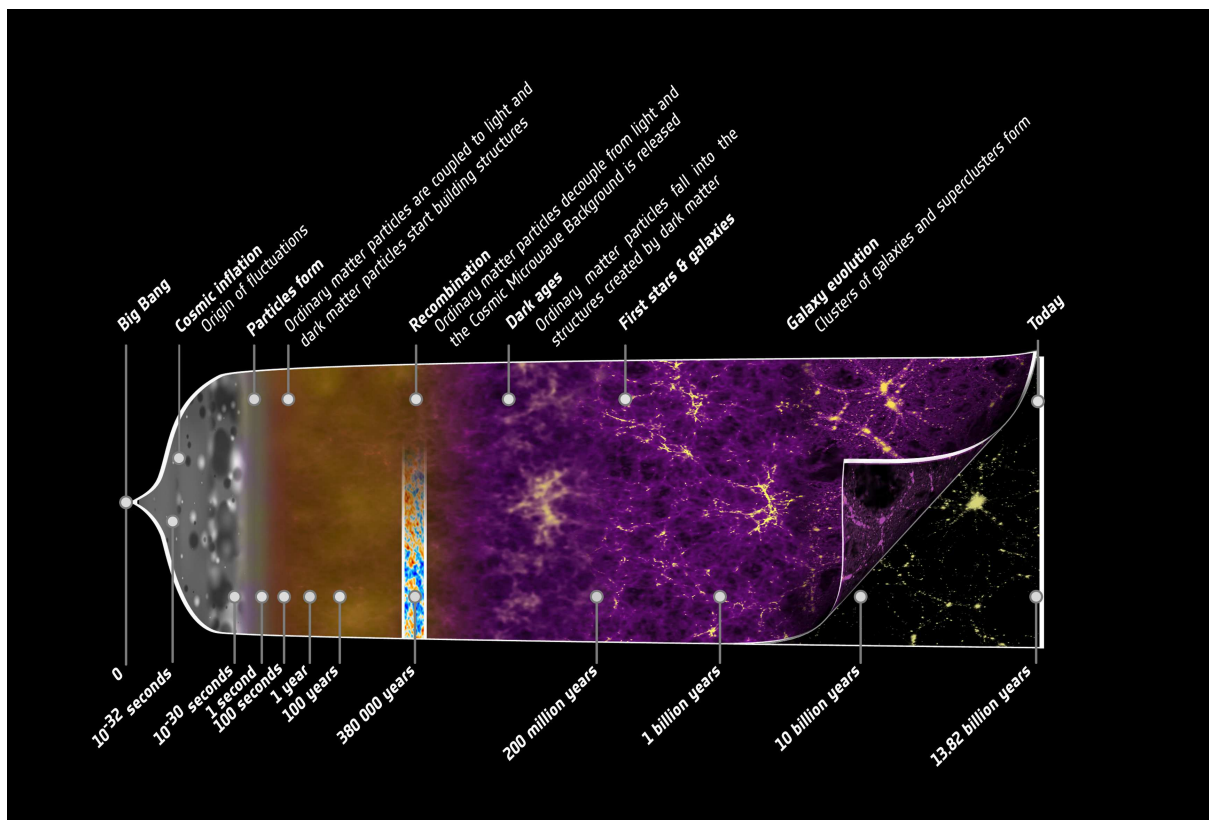 Big Bang
Cosmic inflation
Origin of fluctuations
Particles form
Ordinary matter particles are coupled to light and
dark matter particles start building structures
Recombination
Ordinary matter particles decouple from light and
the Cosmic Microwave Background is released
Dark ages
Ordinary matter particles fall into the
structures created by dark matter
First stars & galaxies
Galaxy evolution
Clusters of galaxies and superclusters form
Today
0
10-32 seconds
10-30 seconds
1 second
100 seconds
1 year
100 years
380 000 years
200 million years
1 billion years
10 billion years
13.82 billion years